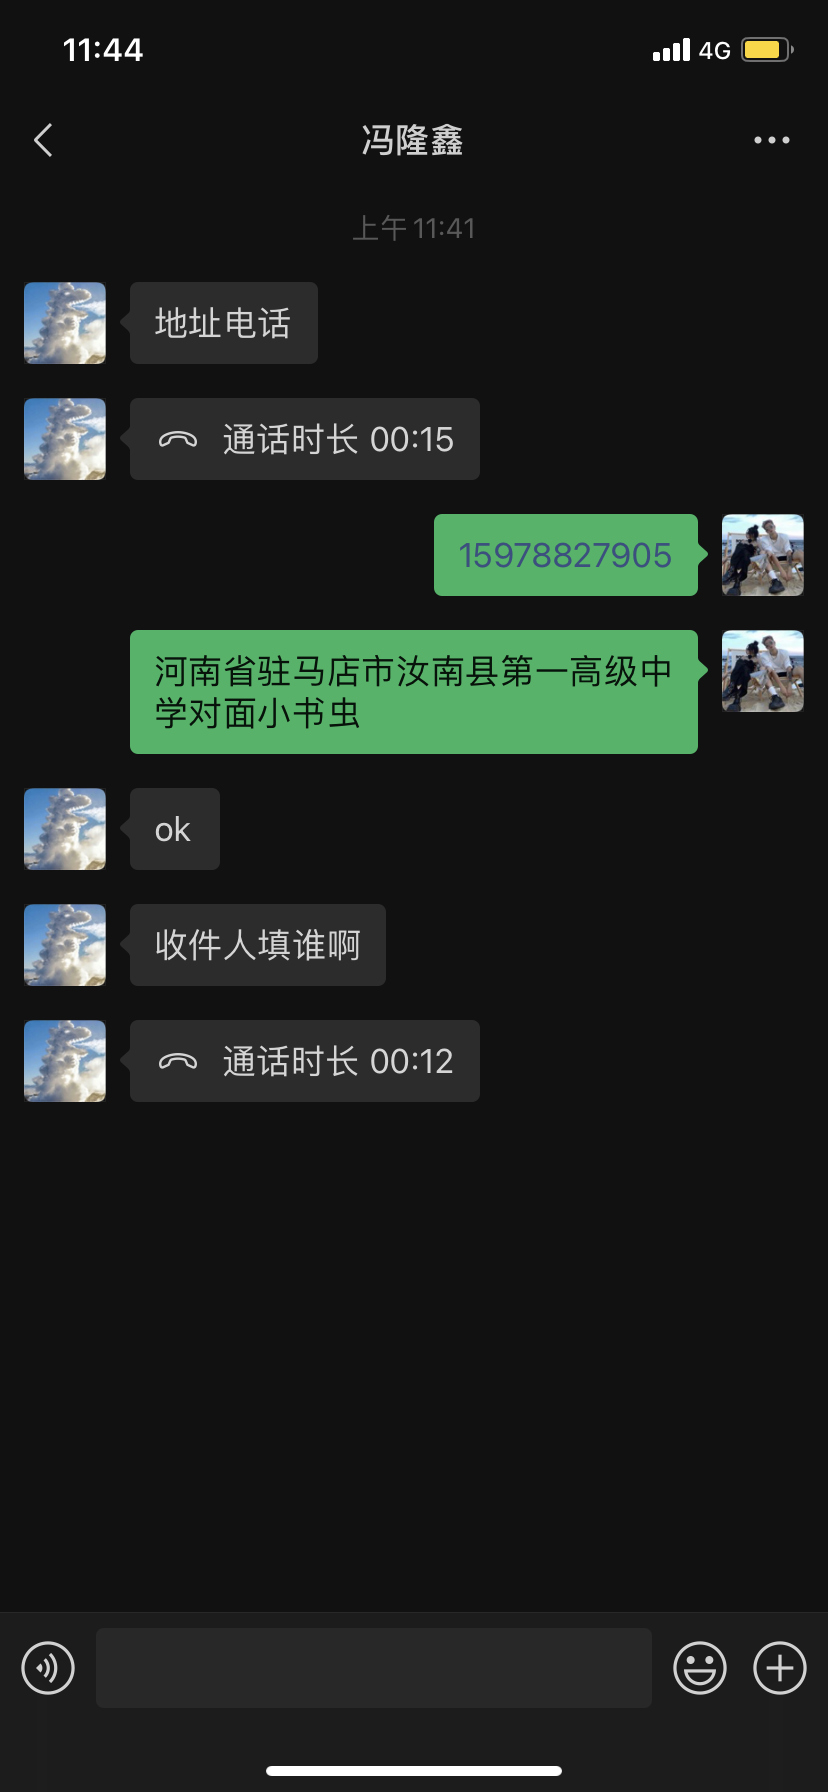 11:44
4G
冯隆鑫
上午 11:41
地址电话
通话时长 00:15
15978827905
河南省驻马店市汝南县第一高级中
学对面小书虫
ok
收件人填谁啊
通话时长 00:12